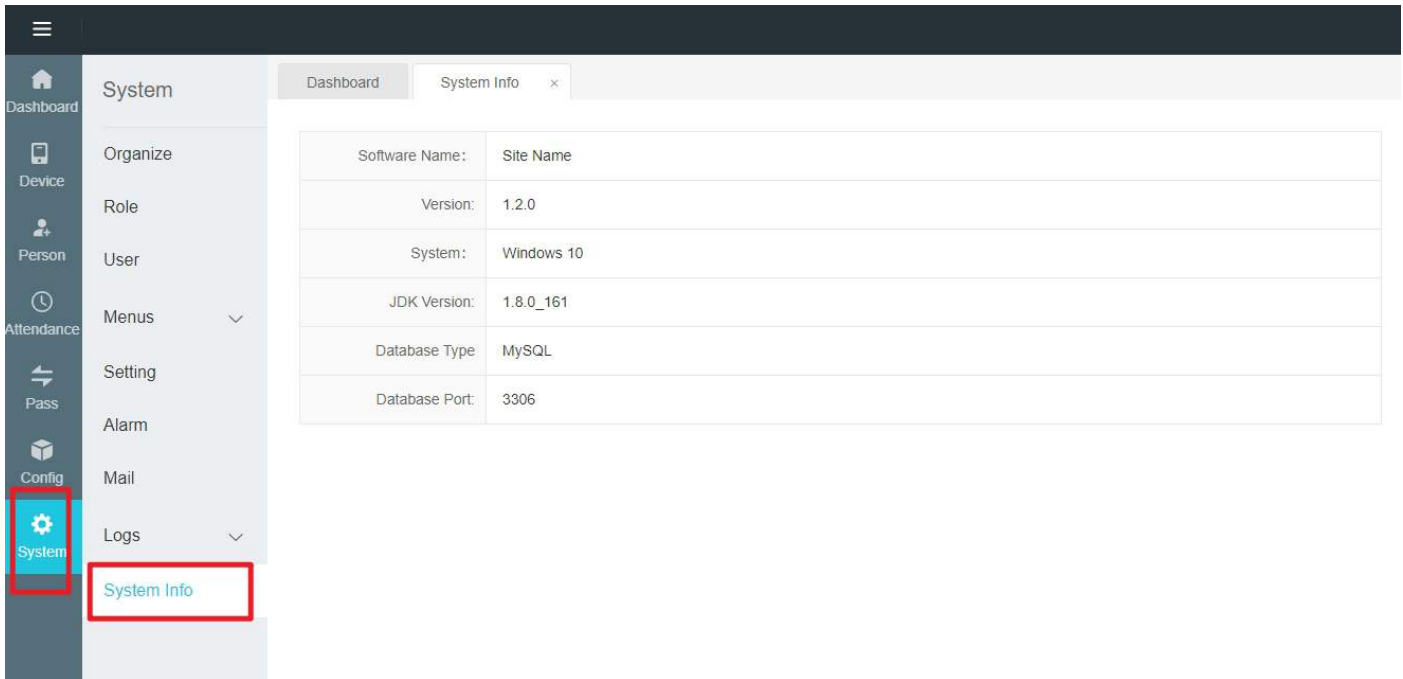 Dashboard
Device
Person
Attendance
Pass
Config
System
System
Organize
Role
User
Menus
Setting
Alarm
Mail
Logs
System Info
Dashboard
System Info ×
Software Name： Site Name
Version: 1.2.0
System： Windows 10
JDK Version: 1.8.0_161
Database Type MySQL
Database Port: 3306